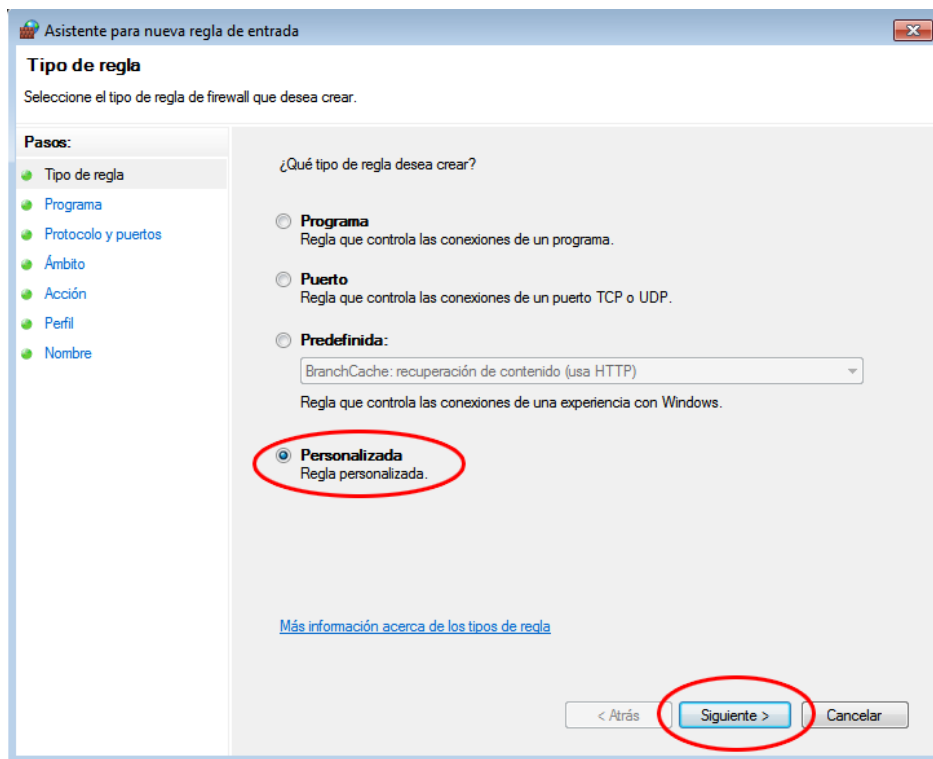 Asistente para nueva regla de entrada
Tipo de regla
Seleccione el tipo de regla de firewall que desea crear.
Pasos:
Tipo de regla
Programa
Protocolo y puertos
Ámbito
Acción
Perfil
Nombre
¿Qué tipo de regla desea crear?
Programa
Regla que controla las conexiones de un programa.
Puerto
Regla que controla las conexiones de un puerto TCP o UDP.
Predefinida:
BranchCache: recuperación de contenido (usa HTTP)
Regla que controla las conexiones de una experiencia con Windows.
Personalizada
Regla personalizada.
Más información acerca de los tipos de regla
< Atrás
Siguiente >
Cancelar